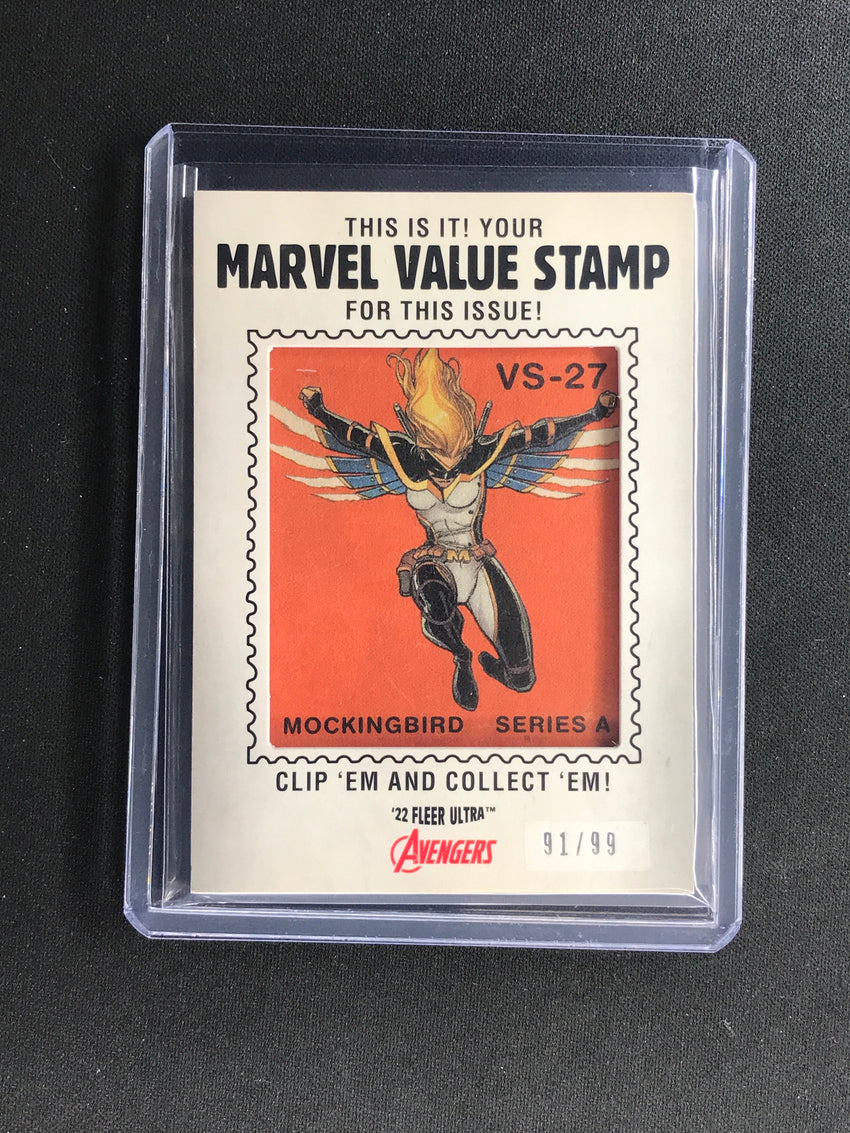 THIS IS IT! YOUR
MARVEL VALUE STAMP
FOR THIS ISSUE!
VS-27
MOCKINGBIRD SERIES A
CLIP 'EM AND COLLECT 'EM!
'22 FLEER ULTRA™
AVENGERS
91/99